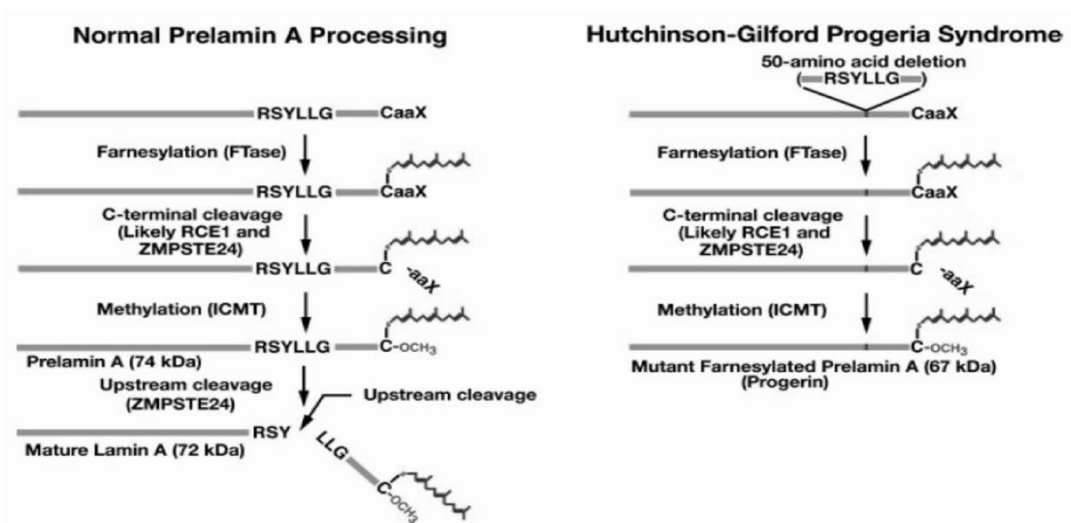 Normal Prelamin A Processing
RSYLLG CaaX
Farnesylation (FTase)
RSYLLG CaaX
C-terminal cleavage
(Likely RCE1 and
ZMPSTE24)
RSYLLG C -aaX
Methylation (ICMT)
RSYLLG C-OCH3
Prelamin A (74 kDa)
Upstream cleavage
(ZMPSTE24)
Upstream cleavage
RSY
LLG
C-OCH3
Mature Lamin A (72 kDa)
Hutchinson-Gilford Progeria Syndrome
50-amino acid deletion
(RSYLLG)
CaaX
Farnesylation (FTase)
CaaX
C-terminal cleavage
(Likely RCE1 and
ZMPSTE24)
C -aaX
Methylation (ICMT)
C-OCH3
Mutant Farnesylated Prelamin A (67 kDa)
(Progerin)